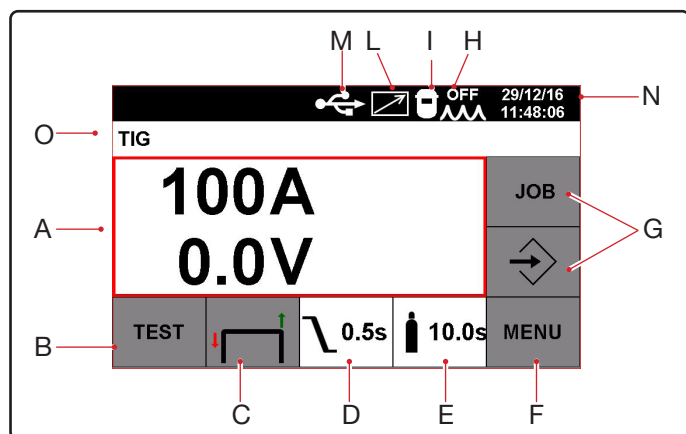 M L I H
OFF 29/12/16
11:48:06
N
O
TIG
A
100A
0.0V
JOB
G
B
TEST
0.5s
10.0s
MENU
C D E F